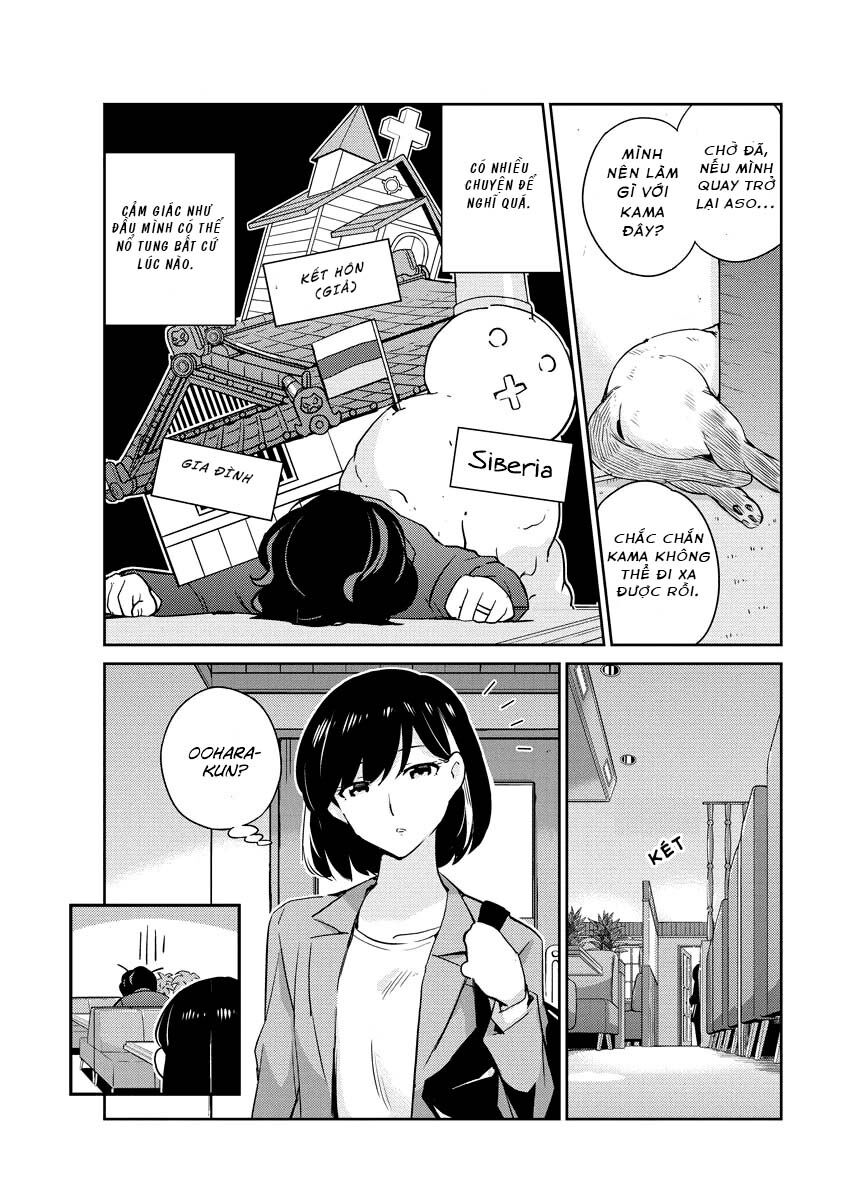 CHỜ ĐÃ,
NẾU MÌNH
QUAY TRỞ
LẠI ASO...
MÌNH
NÊN LÀM
GÌ VỚI
KAMA
ĐÂY?
CHẮC CHẮN
KAMA KHÔNG
THỂ ĐI XA
ĐƯỢC RỒI.
CÓ NHIỀU
CHUYỆN ĐỂ
NGHĨ QUÁ.
CẢM GIÁC NHƯ
ĐẦU MÌNH CÓ THỂ
NỔ TUNG BẤT CỨ
LÚC NÀO.
KẾT HÔN
(GIẢ)
GIA ĐÌNH
Siberia
KÉT
OOHARA-
KUN?